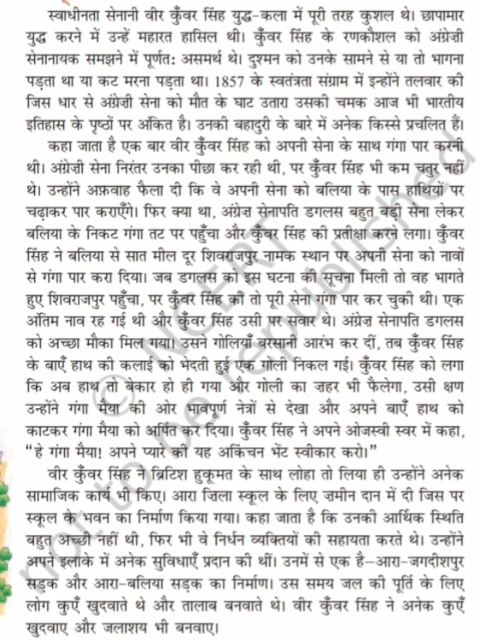 स्वाधीनता सेनानी वीर कुँवर सिंह युद्ध-कला में पूरी तरह कुशल थे। छापामार
युद्ध करने में उन्हें महारत हासिल थी। कुँवर सिंह के रणकौशल को अंग्रेज़ी
सेनानायक समझने में पूर्णतः असमर्थ थे। दुश्मन को उनके सामने से या तो भागना
पड़ता था या कट मरना पड़ता था। 1857 के स्वतंत्रता संग्राम में इन्होंने तलवार की
जिस धार से अंग्रेज़ी सेना को मौत के घाट उतारा उसकी चमक आज भी भारतीय
इतिहास के पृष्ठों पर अंकित है। उनकी बहादुरी के बारे में अनेक किस्से प्रचलित हैं।
कहा जाता है एक बार वीर कुँवर सिंह को अपनी सेना के साथ गंगा पार करनी
थी। अंग्रेज़ी सेना निरंतर उनका पीछा कर रही थी, पर कुँवर सिंह भी कम चतुर नहीं
थे। उन्होंने अफ़वाह फैला दी कि वे अपनी सेना को बलिया के पास हाथियों पर
चढ़ाकर पार कराएँगे। फिर क्या था, अंग्रेज़ सेनापति डगलस बहुत बड़ी सेना लेकर
बलिया के निकट गंगा तट पर पहुँचा और कुँवर सिंह की प्रतीक्षा करने लगा। कुँवर
सिंह ने बलिया से सात मील दूर शिवराजपुर नामक स्थान पर अपनी सेना को नावों
से गंगा पार करा दिया। जब डगलस को इस घटना की सूचना मिली तो वह भागते
हुए शिवराजपुर पहुँचा, पर कुँवर सिंह की तो पूरी सेना गंगा पार कर चुकी थी। एक
अंतिम नाव रह गई थी और कुँवर सिंह उसी पर सवार थे। अंग्रेज़ सेनापति डगलस
को अच्छा मौका मिल गया। उसने गोलियाँ बरसानी आरंभ कर दीं, तब कुँवर सिंह
के बाएँ हाथ की कलाई को भेदती हुई एक गोली निकल गई। कुँवर सिंह को लगा
कि अब हाथ तो बेकार हो ही गया और गोली का ज़हर भी फैलेगा, उसी क्षण
उन्होंने गंगा मैया की ओर भावपूर्ण नेत्रों से देखा और अपने बाएँ हाथ को
काटकर गंगा मैया को अर्पित कर दिया। कुँवर सिंह ने अपने ओजस्वी स्वर में कहा,
“हे गंगा मैया! अपने प्यारे की यह अकिंचन भेंट स्वीकार करो।”
वीर कुँवर सिंह ने ब्रिटिश हुकूमत के साथ लोहा तो लिया ही उन्होंने अनेक
सामाजिक कार्य भी किए। आरा ज़िला स्कूल के लिए ज़मीन दान में दी जिस पर
स्कूल के भवन का निर्माण किया गया। कहा जाता है कि उनकी आर्थिक स्थिति
बहुत अच्छी नहीं थी, फिर भी वे निर्धन व्यक्तियों की सहायता करते थे। उन्होंने
अपने इलाके में अनेक सुविधाएँ प्रदान की थीं। उनमें से एक है—आरा-जगदीशपुर
सड़क और आरा-बलिया सड़क का निर्माण। उस समय जल की पूर्ति के लिए
लोग कुएँ खुदवाते थे और तालाब बनवाते थे। वीर कुँवर सिंह ने अनेक कुएँ
खुदवाए और जलाशय भी बनवाए।
© NCERT
not to be republished